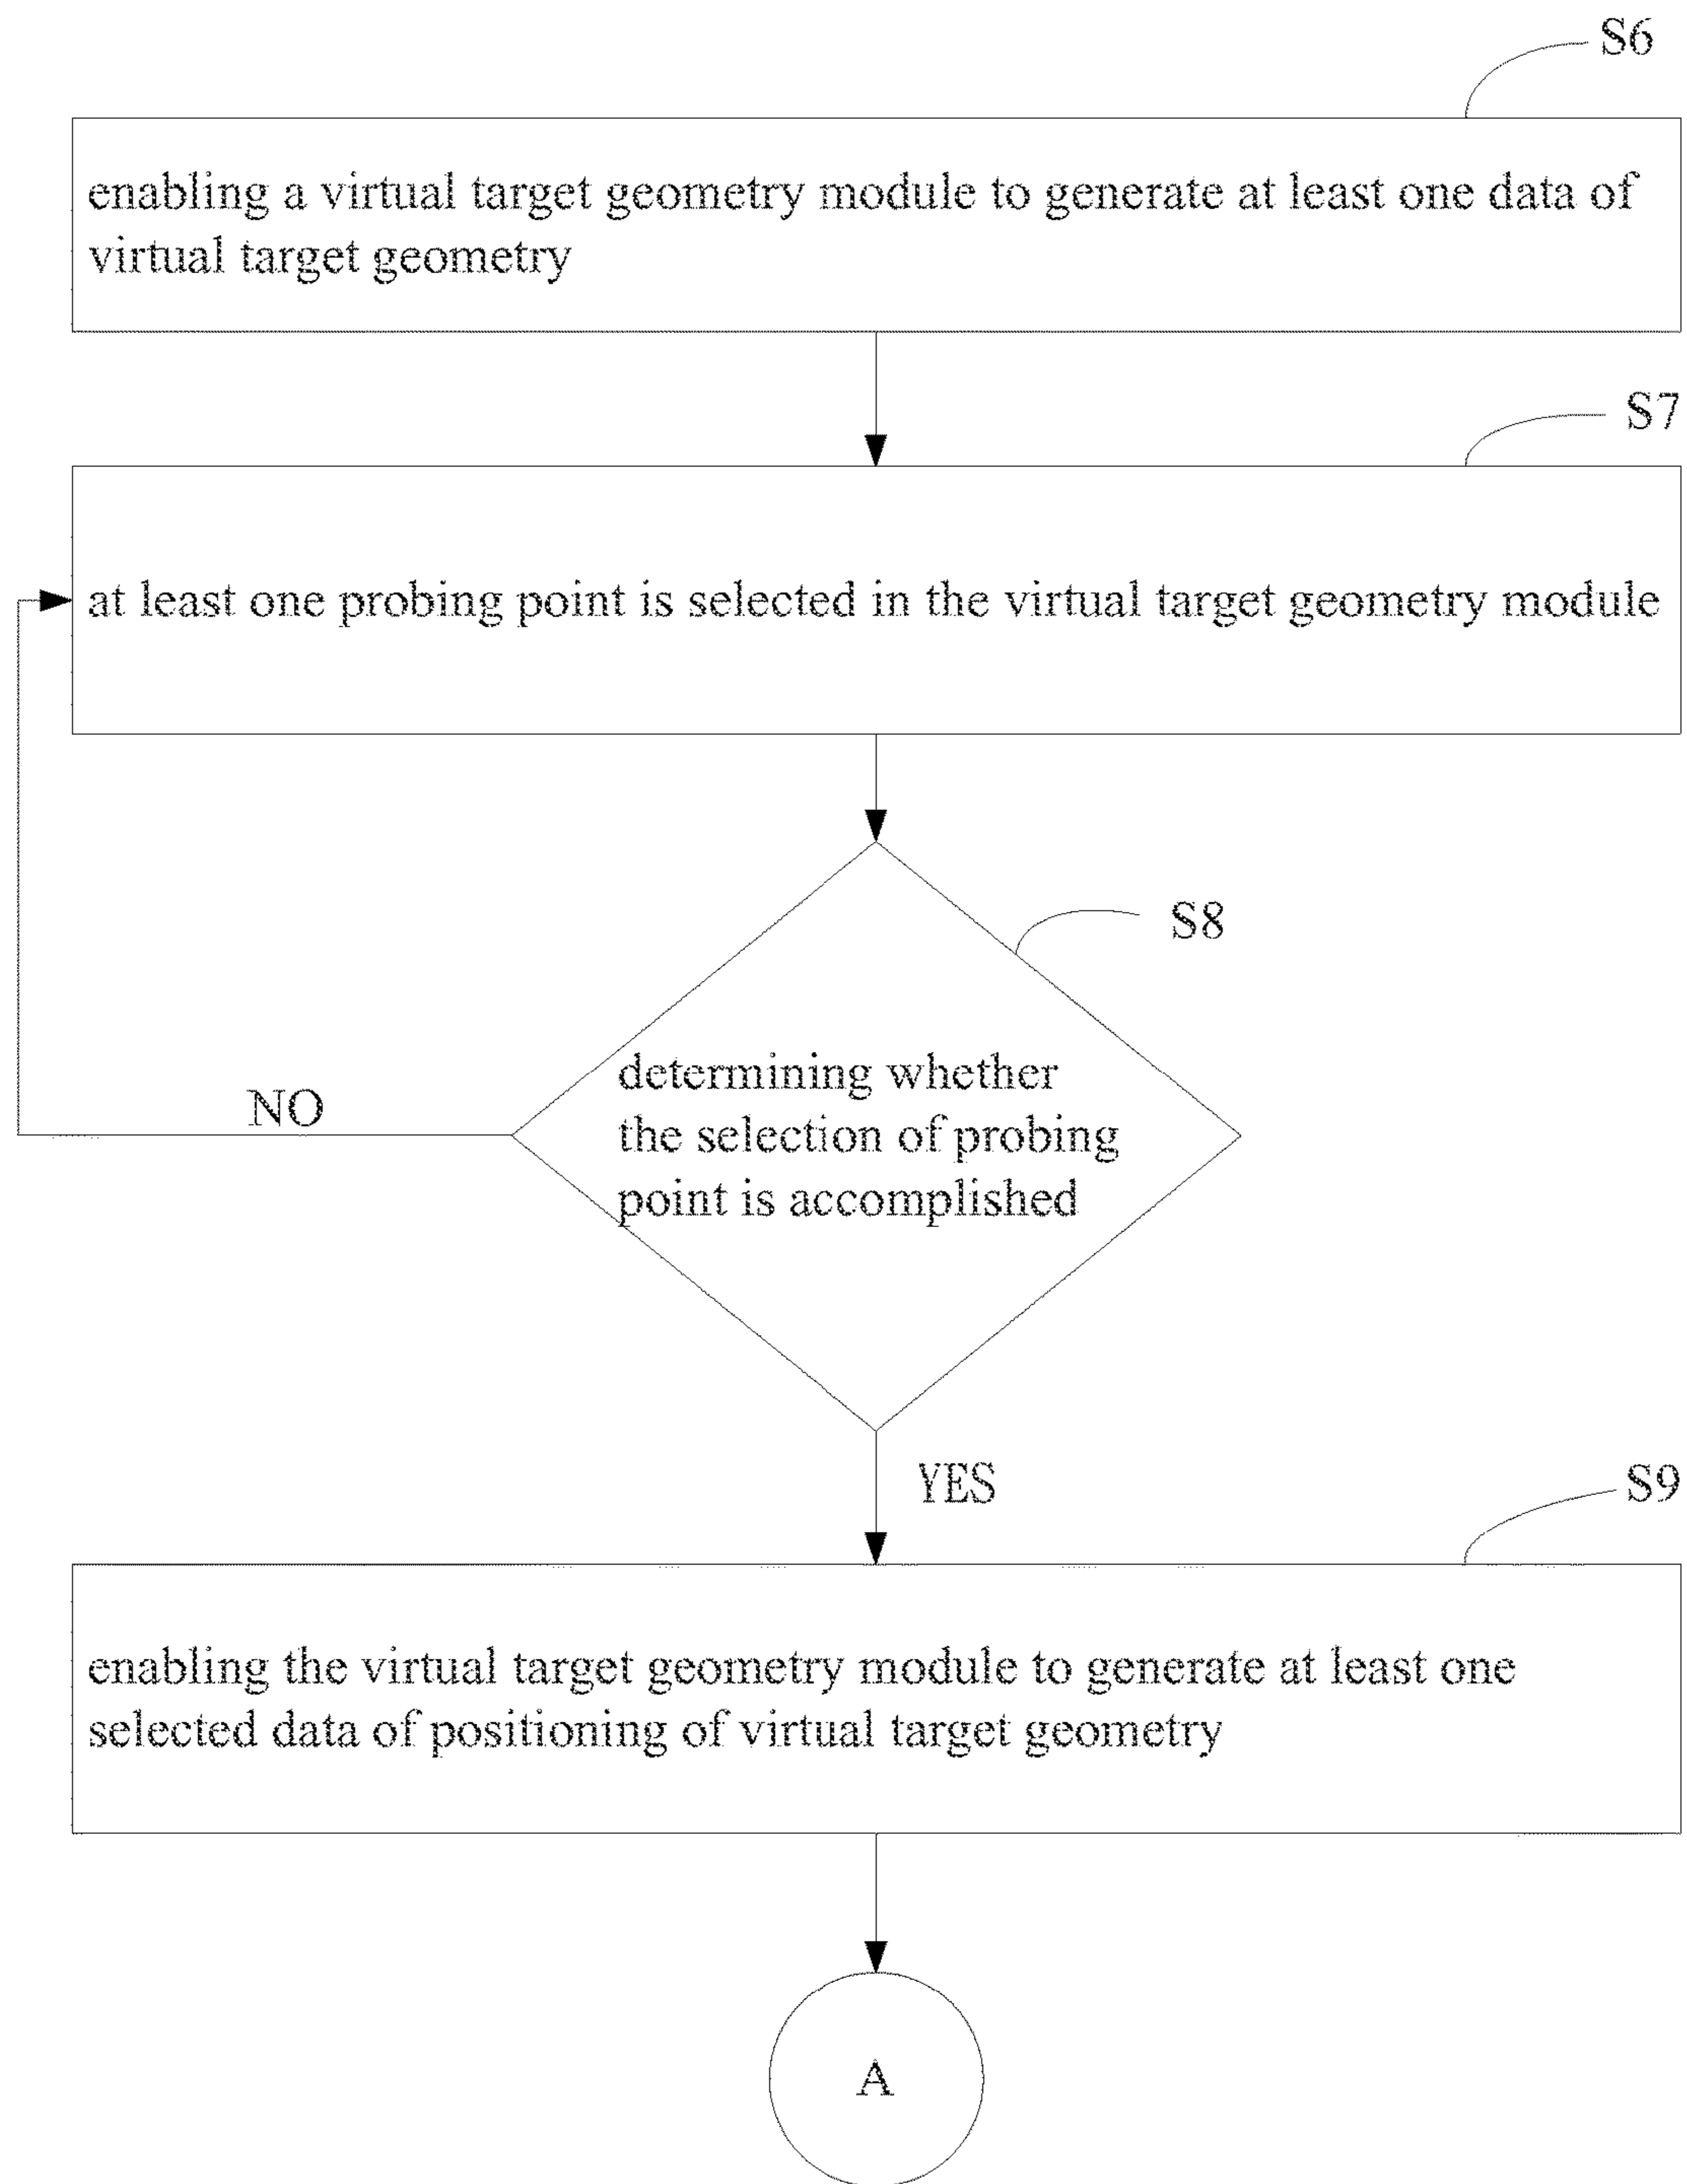 S6
enabling a virtual target geometry module to generate at least one data of
virtual target geometry
S7
at least one probing point is selected in the virtual target geometry module
S8
determining whether
the selection of probing
point is accomplished
NO
YES
S9
enabling the virtual target geometry module to generate at least one
selected data of positioning of virtual target geometry
A